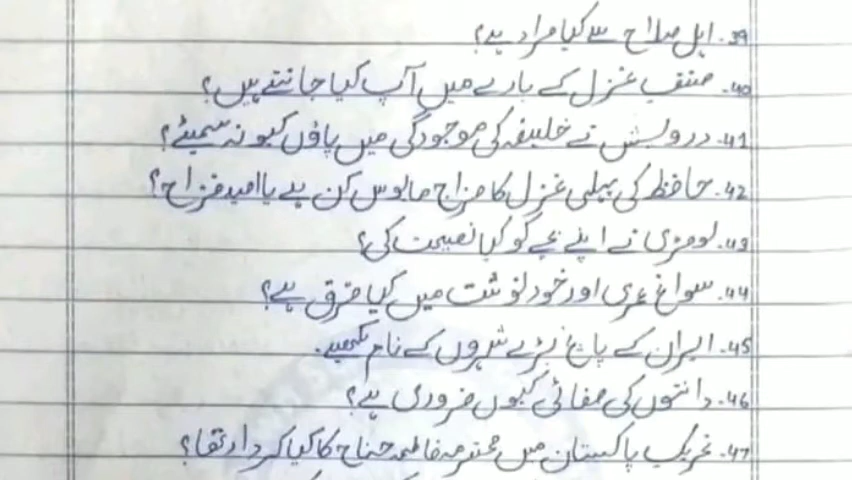 39۔ اہل صلاح سے کیا مراد ہے؟
40۔ صنفِ غزل کے بارے میں آپ کیا جانتے ہیں؟
41۔ درویش نے خلیفہ کی موجودگی میں پاؤں کیوں نہ سمیٹے؟
42۔ حافظ کی پہلی غزل کا مزاج مایوس کن ہے یا امید فزاح؟
43۔ لومڑی نے اپنے بچے کو کیا نصیحت کی؟
44۔ سوانح عمری اور خودنوشت میں کیا فرق ہے؟
45۔ ایران کے پانچ بڑے شہروں کے نام لکھیے۔
46۔ دانتوں کی صفائی کیوں ضروری ہے؟
47۔ تحریک پاکستان میں محترمہ فاطمہ جناح کا کیا کردار تھا؟